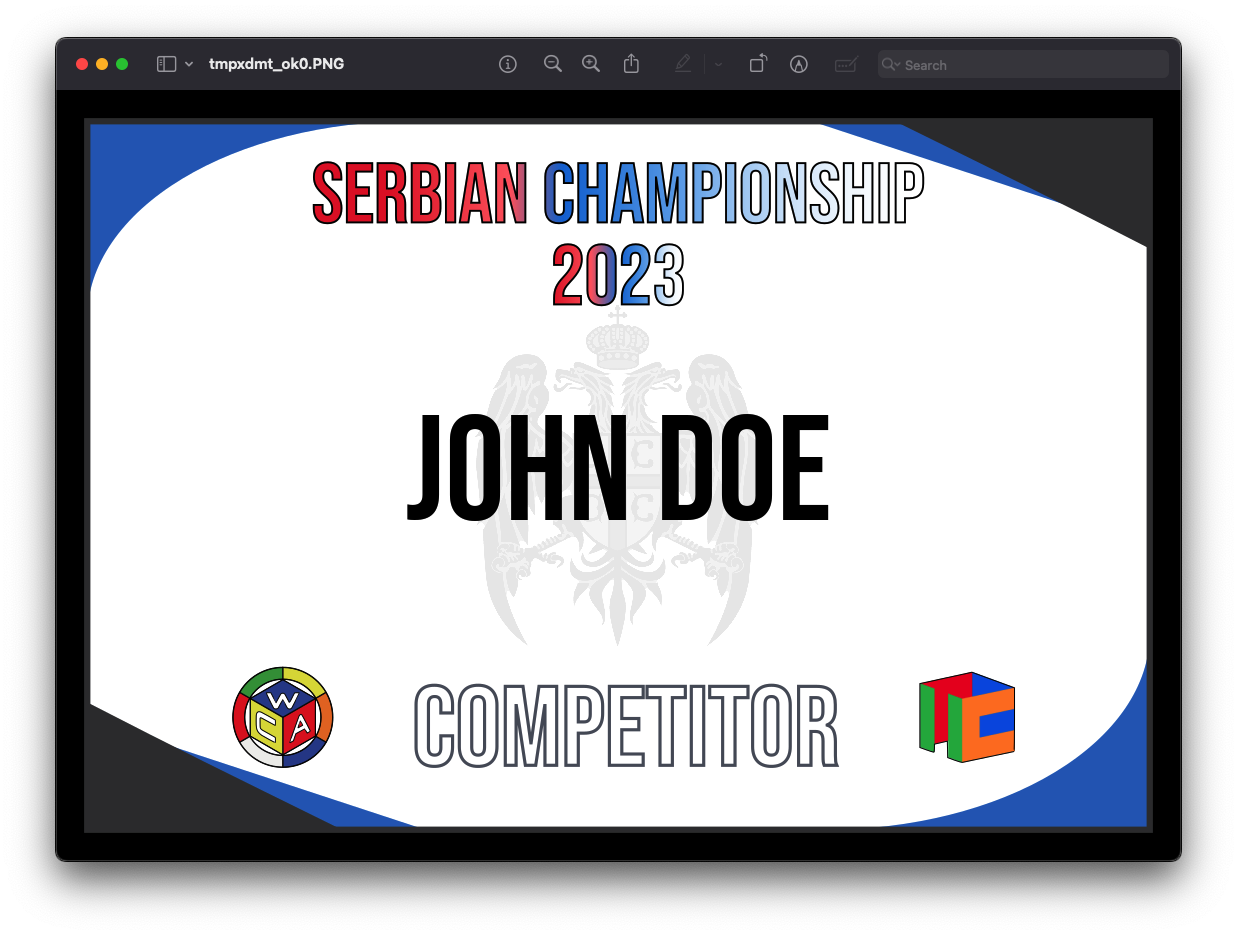 tmpxdmt_ok0.PNG
Search
SERBIAN CHAMPIONSHIP
2023
JOHN DOE
W
C A
COMPETITOR